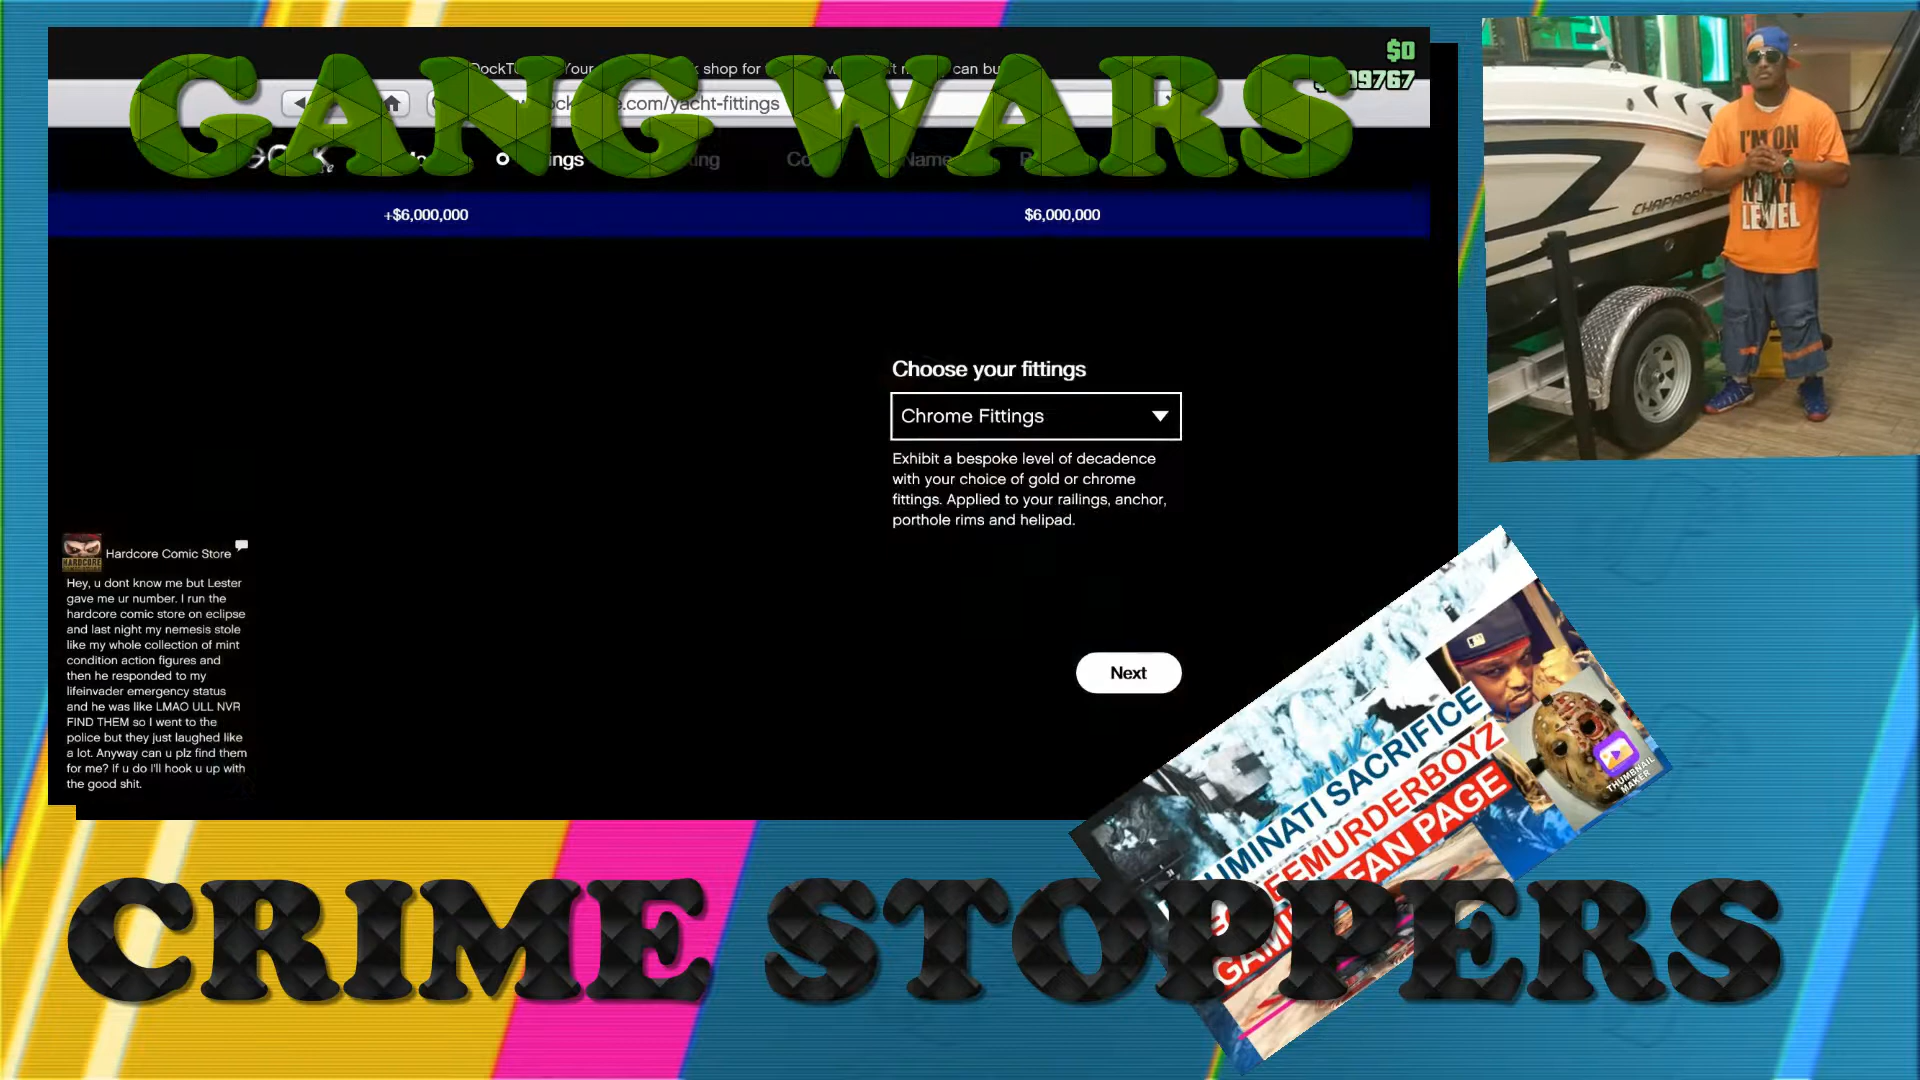 GANG WARS
$0
9767
shop for
can bu
e.com/yacht-fittings
+$6,000,000
$6,000,000
Choose your fittings
Chrome Fittings
Exhibit a bespoke level of decadence
with your choice of gold or chrome
fittings. Applied to your railings, anchor,
porthole rims and helipad.
Next
Hardcore Comic Store
HARDCORE
Hey, u dont know me but Lester
gave me ur number. I run the
hardcore comic store on eclipse
and last night my nemesis stole
like my whole collection of mint
condition action figures and
then he responded to my
lifeinvader emergency status
and he was like LMAO ULL NVR
FIND THEM so I went to the
police but they just laughed like
a lot. Anyway can u plz find them
for me? If u do I'll hook u up with
the good shit.
I'M ON
LEVEL
CHAPARR
MAKE
UMINATI SACRIFICE
FEMURDERBOYZ
FAN PAGE
GAMI
THUMBNAIL
MAKER
CRIME STOPPERS